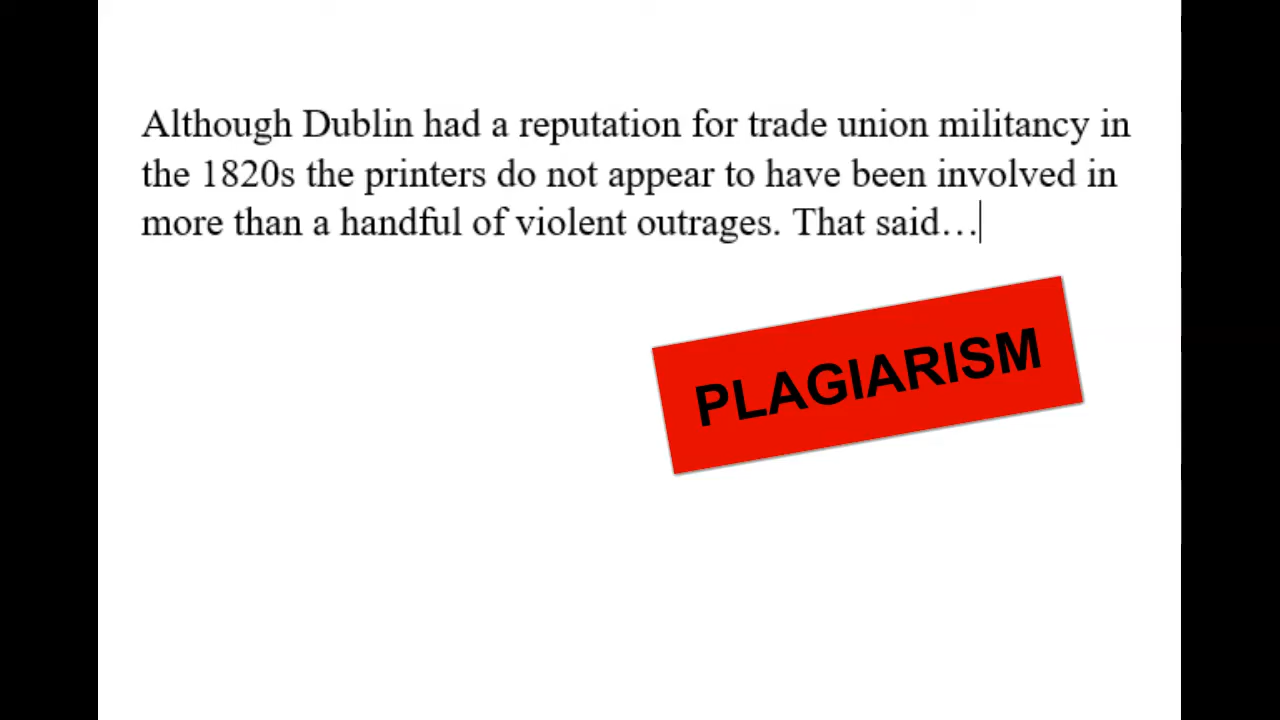 Although Dublin had a reputation for trade union militancy in
the 1820s the printers do not appear to have been involved in
more than a handful of violent outrages. That said…
PLAGIARISM